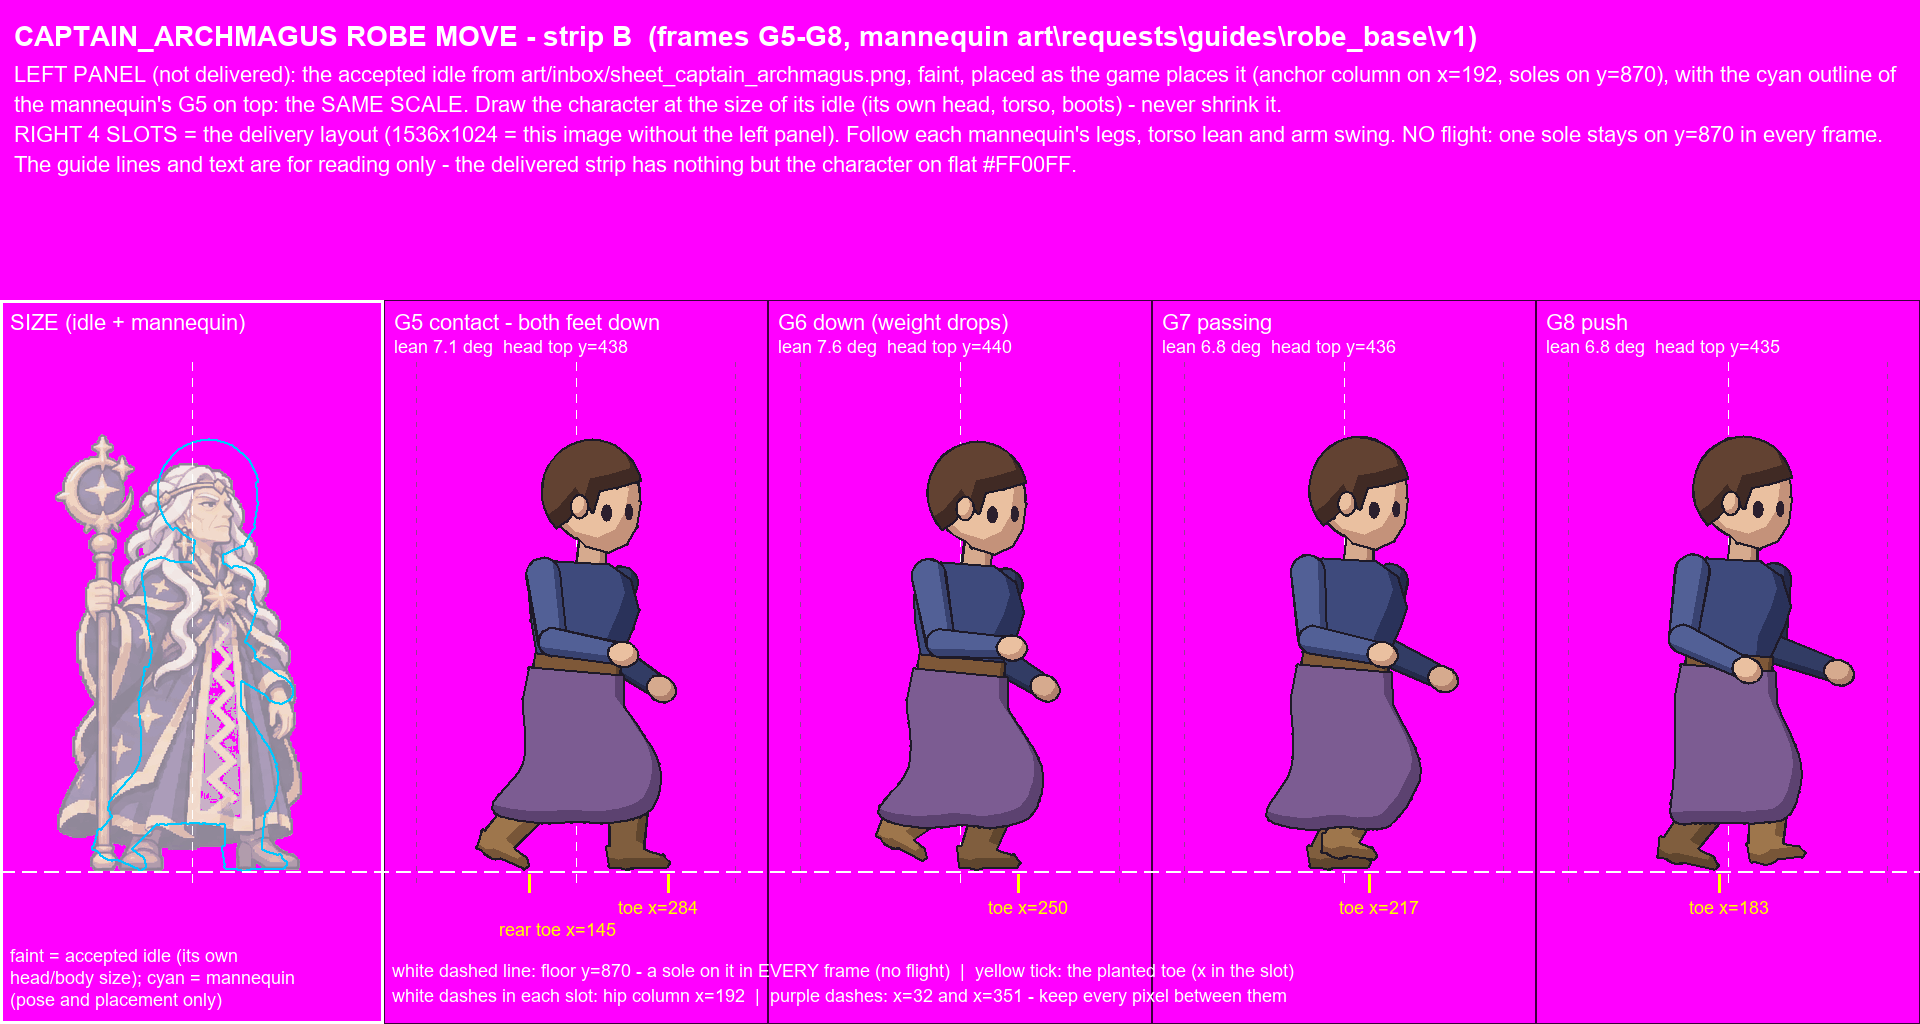 CAPTAIN_ARCHMAGUS ROBE MOVE - strip B  (frames G5-G8, mannequin art\requests\guides\robe_base\v1)
LEFT PANEL (not delivered): the accepted idle from art/inbox/sheet_captain_archmagus.png, faint, placed as the game places it (anchor column on x=192, soles on y=870), with the cyan outline of
the mannequin's G5 on top: the SAME SCALE. Draw the character at the size of its idle (its own head, torso, boots) - never shrink it.
RIGHT 4 SLOTS = the delivery layout (1536x1024 = this image without the left panel). Follow each mannequin's legs, torso lean and arm swing. NO flight: one sole stays on y=870 in every frame.
The guide lines and text are for reading only - the delivered strip has nothing but the character on flat #FF00FF.
SIZE (idle + mannequin)
G5 contact - both feet down
lean 7.1 deg  head top y=438
G6 down (weight drops)
lean 7.6 deg  head top y=440
G7 passing
lean 6.8 deg  head top y=436
G8 push
lean 6.8 deg  head top y=435
toe x=284
rear toe x=145
toe x=250
toe x=217
toe x=183
faint = accepted idle (its own
head/body size); cyan = mannequin
(pose and placement only)
white dashed line: floor y=870 - a sole on it in EVERY frame (no flight)  |  yellow tick: the planted toe (x in the slot)
white dashes in each slot: hip column x=192  |  purple dashes: x=32 and x=351 - keep every pixel between them